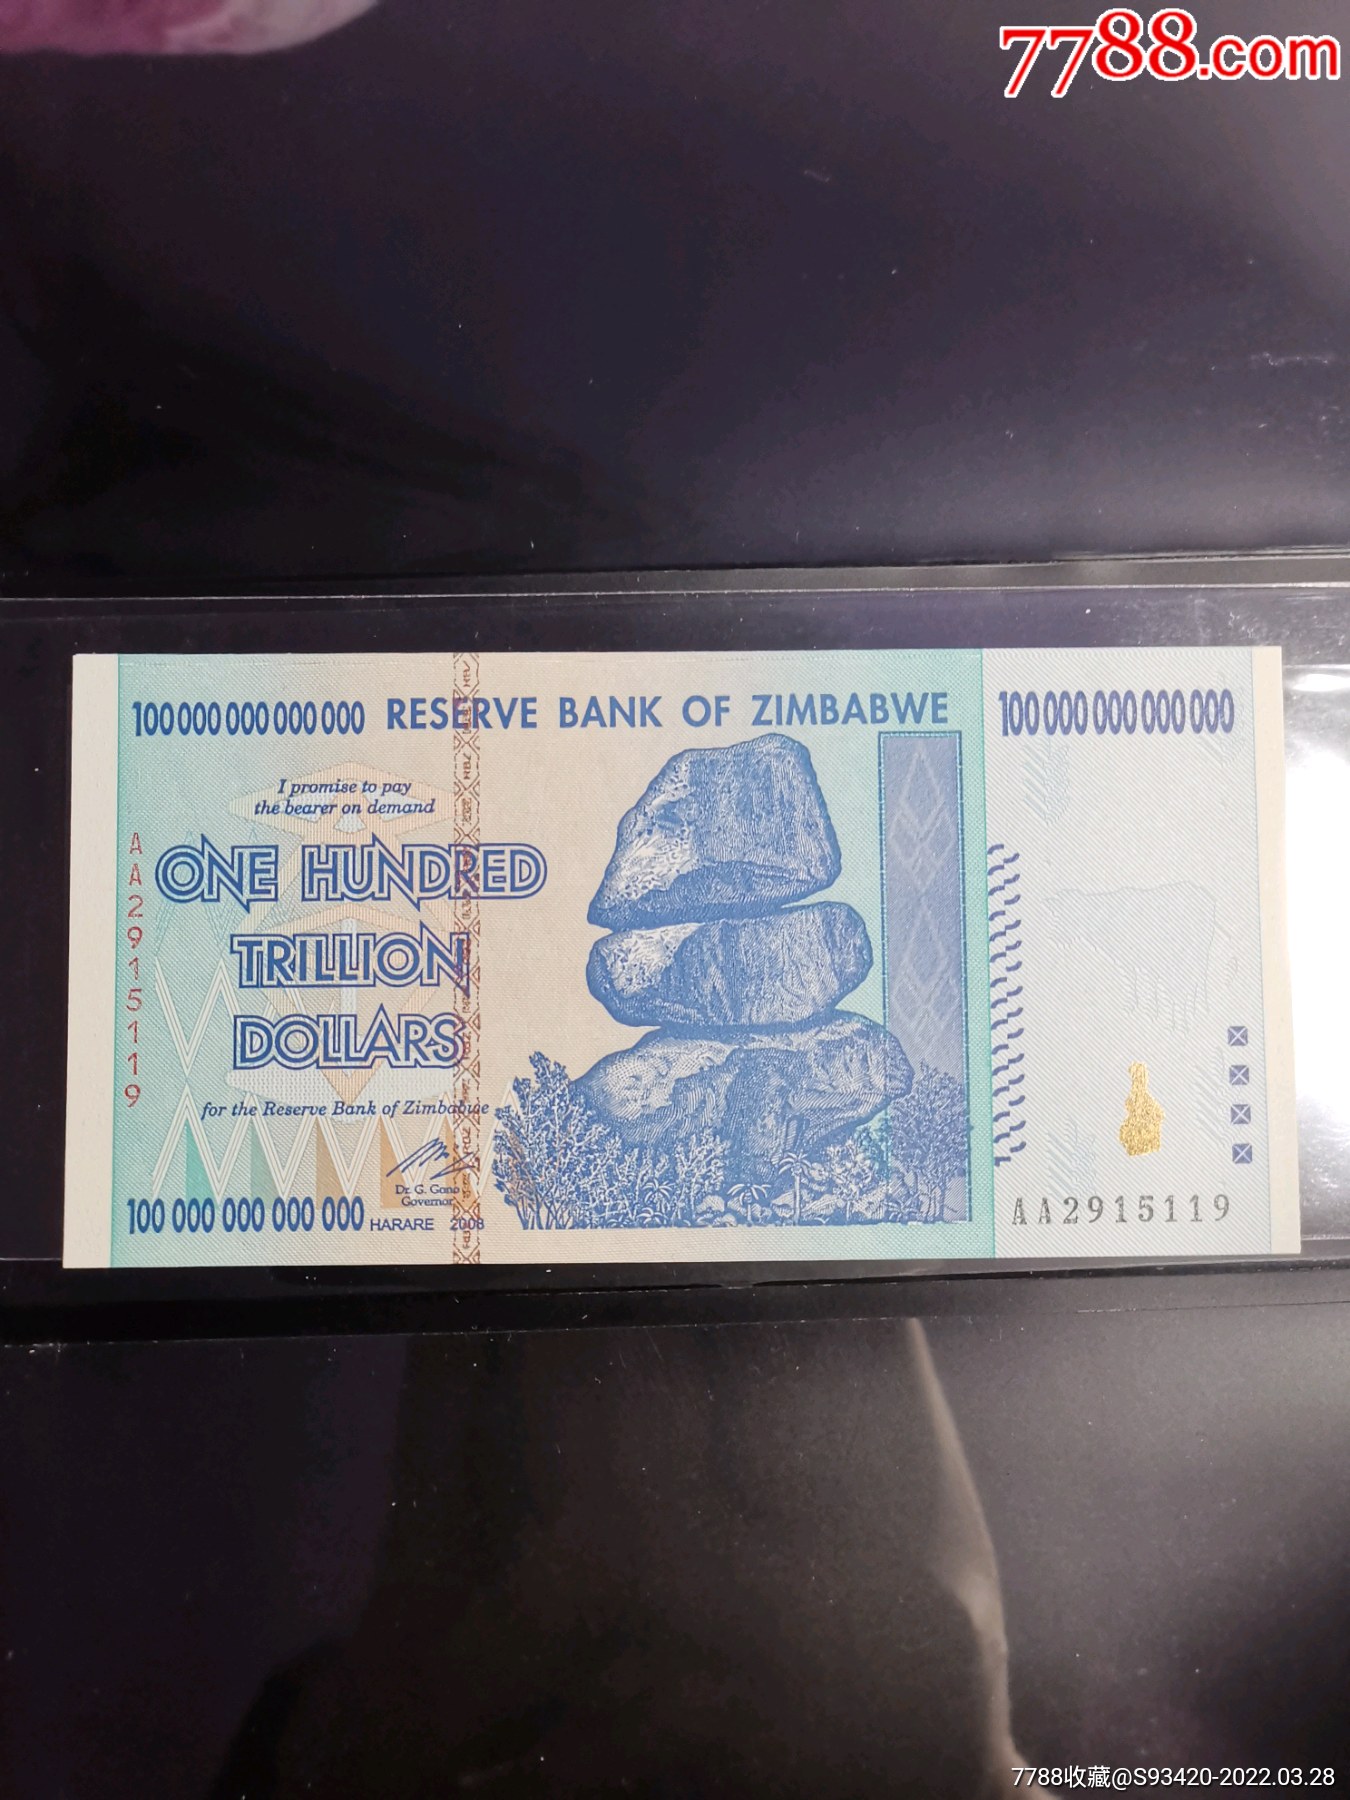 7788.com
100 000 000 000 000
RESERVE BANK OF ZIMBABWE
100 000 000 000 000
I promise to pay
the bearer on demand
ONE HUNDRED
TRILLION
DOLLARS
AA2915119
for the Reserve Bank of Zimbabwe
Dr. G. Gono
Governor
100 000 000 000 000
HARARE 2008
AA2915119
7788收藏@S93420-2022.03.28